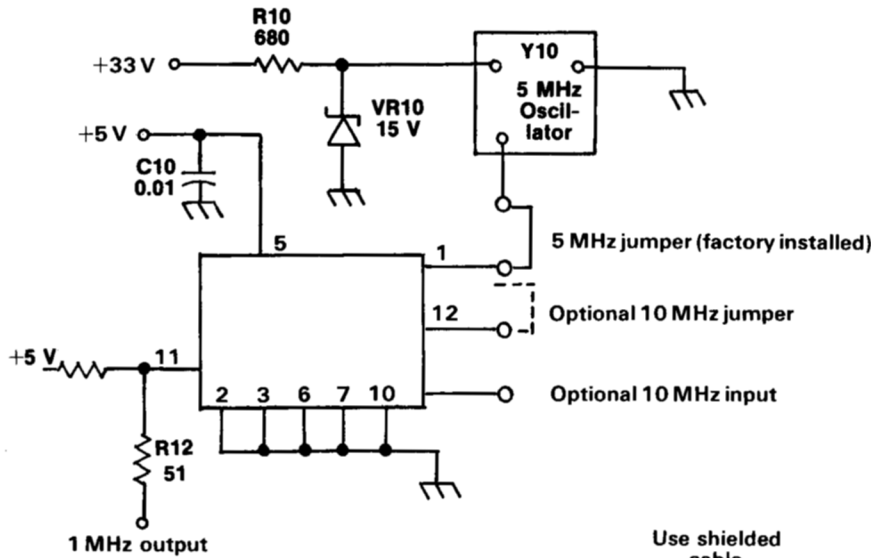 R10
680
+33 V
Y10
5 MHz
Oscil-
lator
VR10
15 V
+5 V
C10
0.01
5
1
5 MHz jumper (factory installed)
12
Optional 10 MHz jumper
+5 V
11
2 3 6 7 10
Optional 10 MHz input
R12
51
1 MHz output
Use shielded